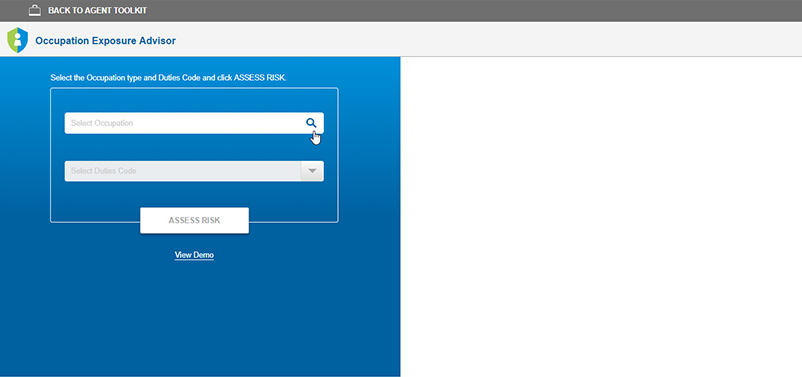 BACK TO AGENT TOOLKIT
Occupation Exposure Advisor
Select the Occupation type and Duties Code and click ASSESS RISK.
Select Occupation
Select Duties Code
ASSESS RISK
View Demo